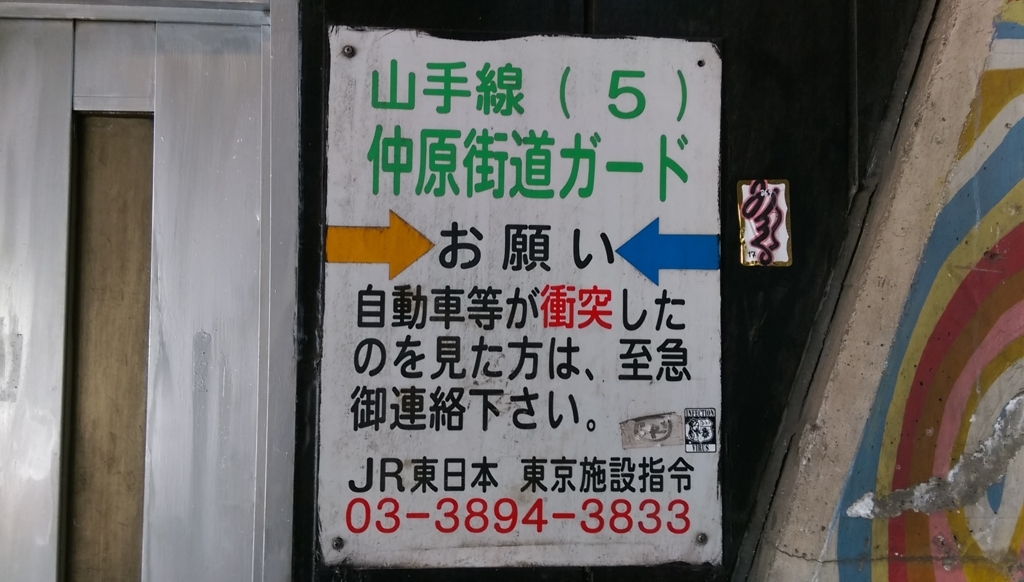 山手線（５）
仲原街道ガード
お願い
自動車等が衝突した
のを見た方は、至急
御連絡下さい。
INFECTION
VIRUS
JR東日本 東京施設指令
03-3894-3833